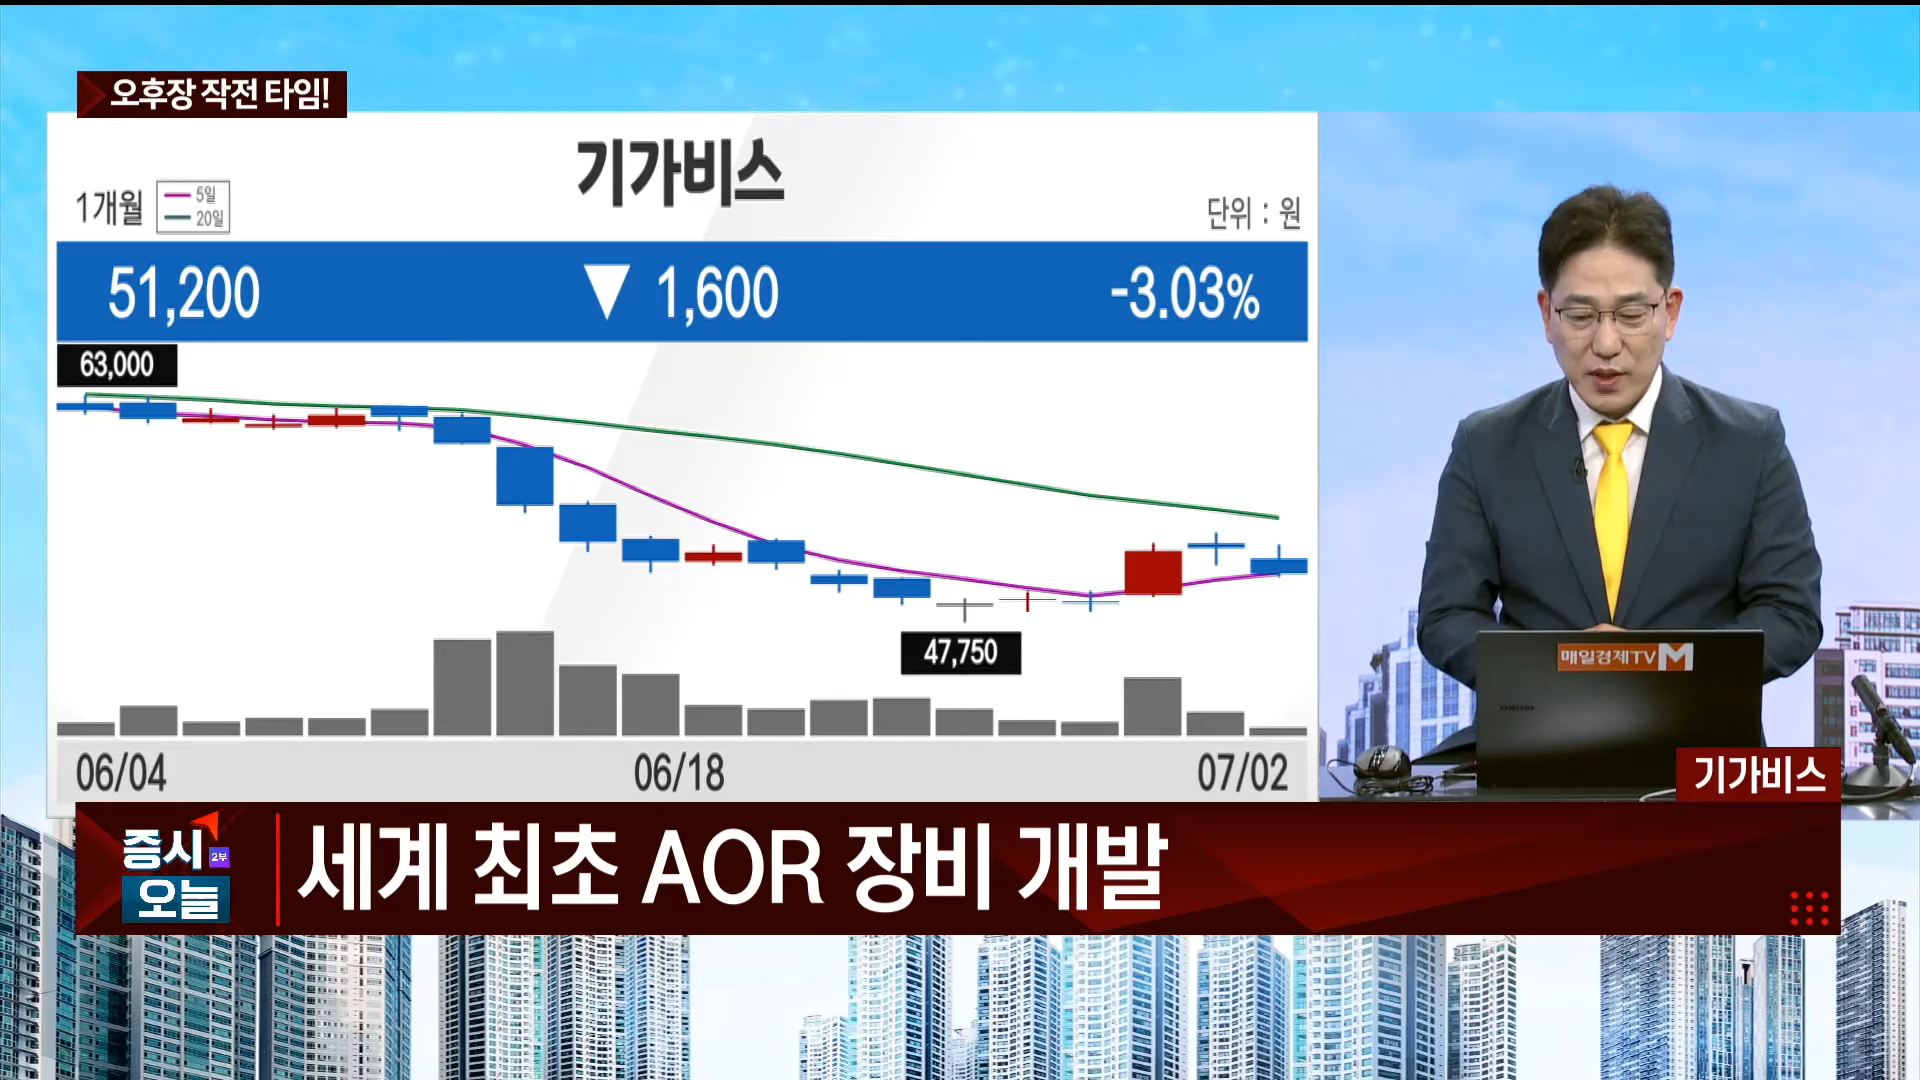 오후장 작전 타임!
기가비스
1개월
5일
20일
단위 : 원
51,200 ▼ 1,600 -3.03%
63,000
47,750
06/04 06/18 07/02
매일경제TV M
SAMSUNG
기가비스
증시 2부
오늘
세계 최초 AOR 장비 개발